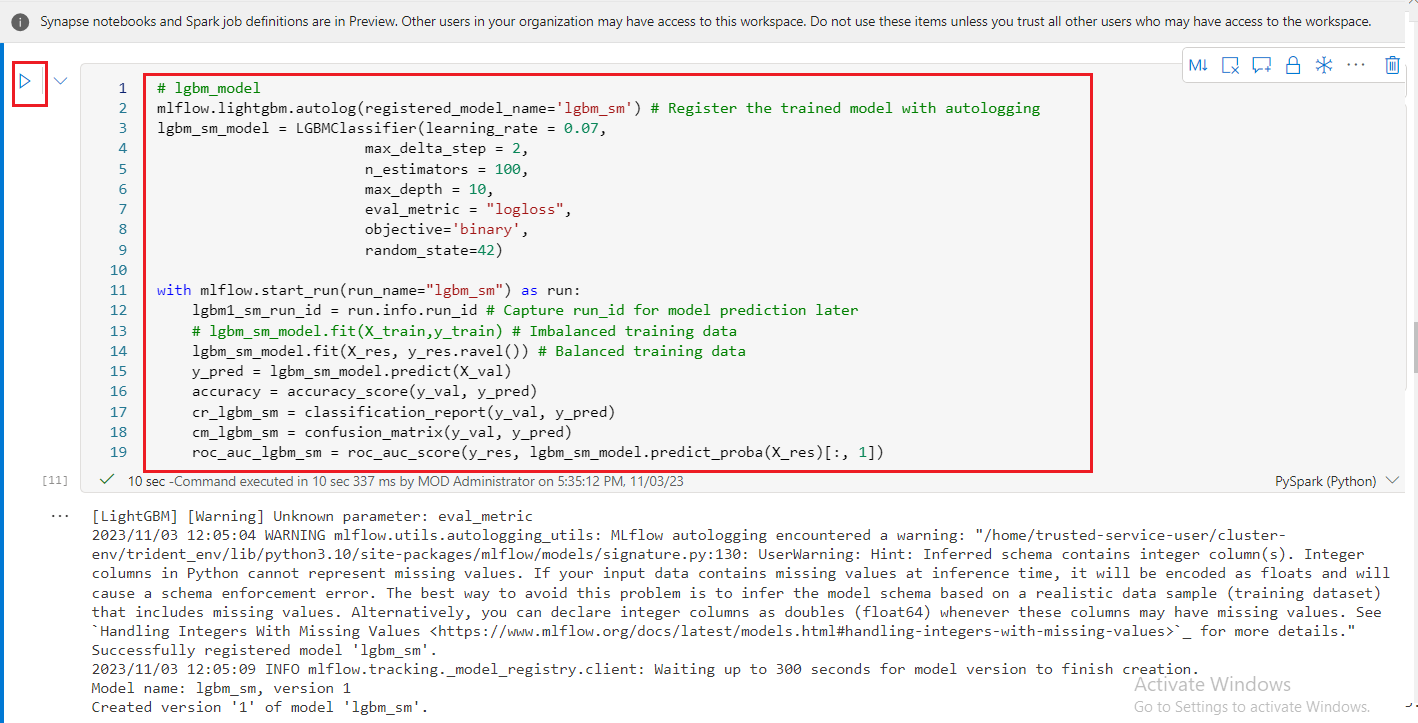 Synapse notebooks and Spark job definitions are in Preview. Other users in your organization may have access to this workspace. Do not use these items unless you trust all other users who may have access to the workspace.
M↓
1 # lgbm_model
2 mlflow.lightgbm.autolog(registered_model_name='lgbm_sm') # Register the trained model with autologging
3 lgbm_sm_model = LGBMClassifier(learning_rate = 0.07,
4 max_delta_step = 2,
5 n_estimators = 100,
6 max_depth = 10,
7 eval_metric = "logloss",
8 objective='binary',
9 random_state=42)
10
11 with mlflow.start_run(run_name="lgbm_sm") as run:
12 lgbm1_sm_run_id = run.info.run_id # Capture run_id for model prediction later
13 # lgbm_sm_model.fit(X_train,y_train) # Imbalanced training data
14 lgbm_sm_model.fit(X_res, y_res.ravel()) # Balanced training data
15 y_pred = lgbm_sm_model.predict(X_val)
16 accuracy = accuracy_score(y_val, y_pred)
17 cr_lgbm_sm = classification_report(y_val, y_pred)
18 cm_lgbm_sm = confusion_matrix(y_val, y_pred)
19 roc_auc_lgbm_sm = roc_auc_score(y_res, lgbm_sm_model.predict_proba(X_res)[:, 1])
[11] 10 sec -Command executed in 10 sec 337 ms by MOD Administrator on 5:35:12 PM, 11/03/23 PySpark (Python)
[LightGBM] [Warning] Unknown parameter: eval_metric
2023/11/03 12:05:04 WARNING mlflow.utils.autologging_utils: MLflow autologging encountered a warning: "/home/trusted-service-user/cluster-
env/trident_env/lib/python3.10/site-packages/mlflow/models/signature.py:130: UserWarning: Hint: Inferred schema contains integer column(s). Integer
columns in Python cannot represent missing values. If your input data contains missing values at inference time, it will be encoded as floats and will
cause a schema enforcement error. The best way to avoid this problem is to infer the model schema based on a realistic data sample (training dataset)
that includes missing values. Alternatively, you can declare integer columns as doubles (float64) whenever these columns may have missing values. See
`Handling Integers With Missing Values <https://www.mlflow.org/docs/latest/models.html#handling-integers-with-missing-values>`_ for more details."
Successfully registered model 'lgbm_sm'.
2023/11/03 12:05:09 INFO mlflow.tracking._model_registry.client: Waiting up to 300 seconds for model version to finish creation.
Model name: lgbm_sm, version 1
Created version '1' of model 'lgbm_sm'.
Activate Windows
Go to Settings to activate Windows.